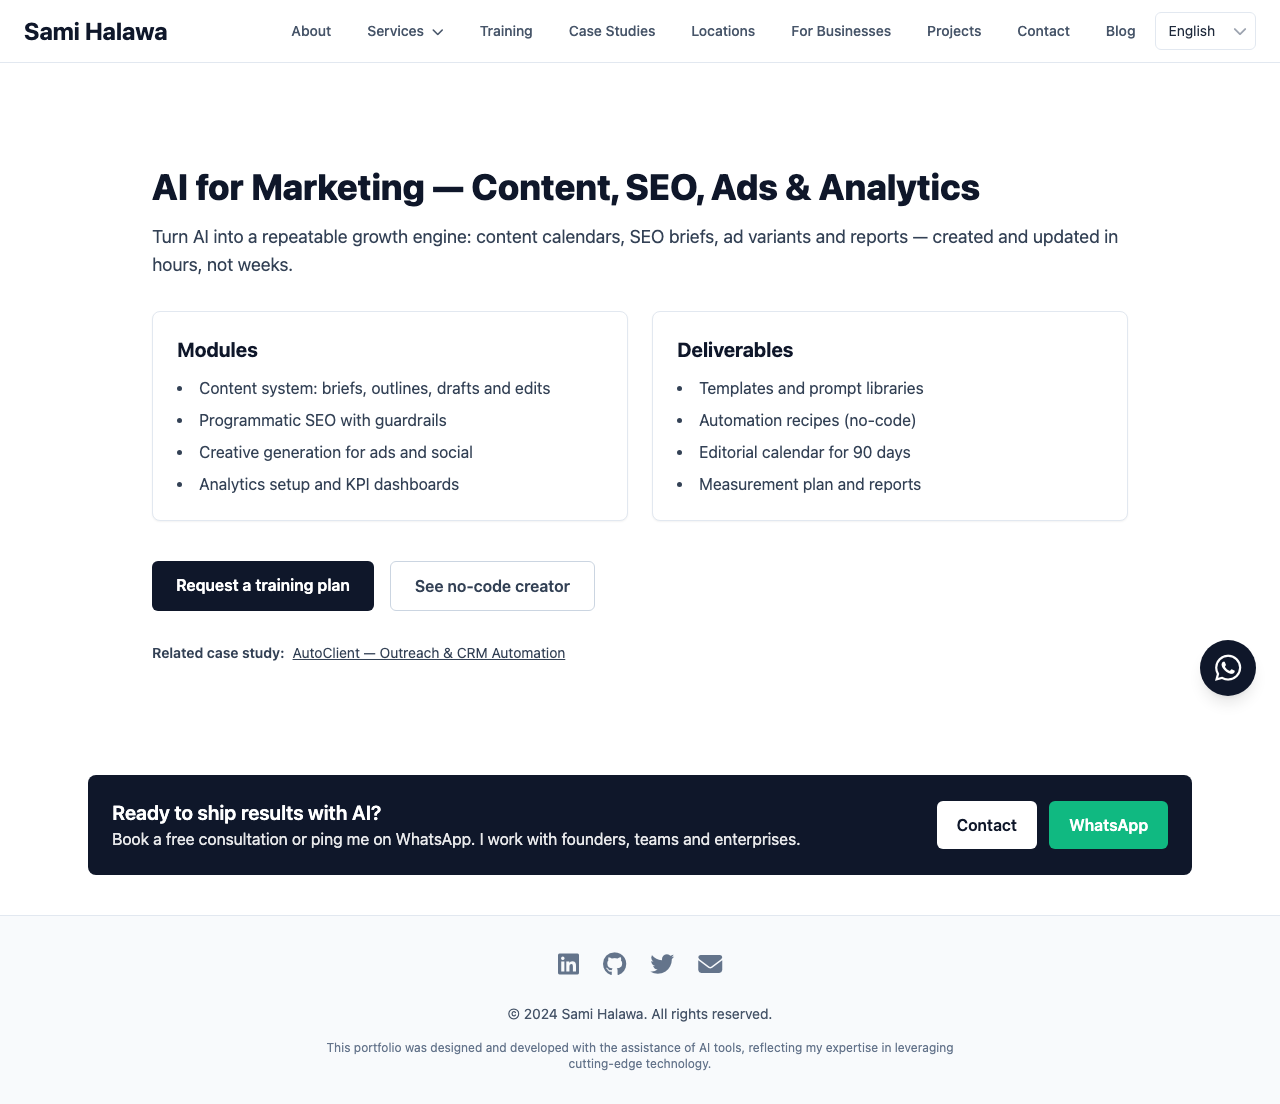 Sami Halawa
About
Services
Training
Case Studies
Locations
For Businesses
Projects
Contact
Blog
English
AI for Marketing — Content, SEO, Ads & Analytics
Turn AI into a repeatable growth engine: content calendars, SEO briefs, ad variants and reports — created and updated in
hours, not weeks.
Modules
• Content system: briefs, outlines, drafts and edits
• Programmatic SEO with guardrails
• Creative generation for ads and social
• Analytics setup and KPI dashboards
Deliverables
• Templates and prompt libraries
• Automation recipes (no-code)
• Editorial calendar for 90 days
• Measurement plan and reports
Request a training plan
See no-code creator
Related case study: AutoClient — Outreach & CRM Automation
Ready to ship results with AI?
Book a free consultation or ping me on WhatsApp. I work with founders, teams and enterprises.
Contact
WhatsApp
© 2024 Sami Halawa. All rights reserved.
This portfolio was designed and developed with the assistance of AI tools, reflecting my expertise in leveraging
cutting-edge technology.